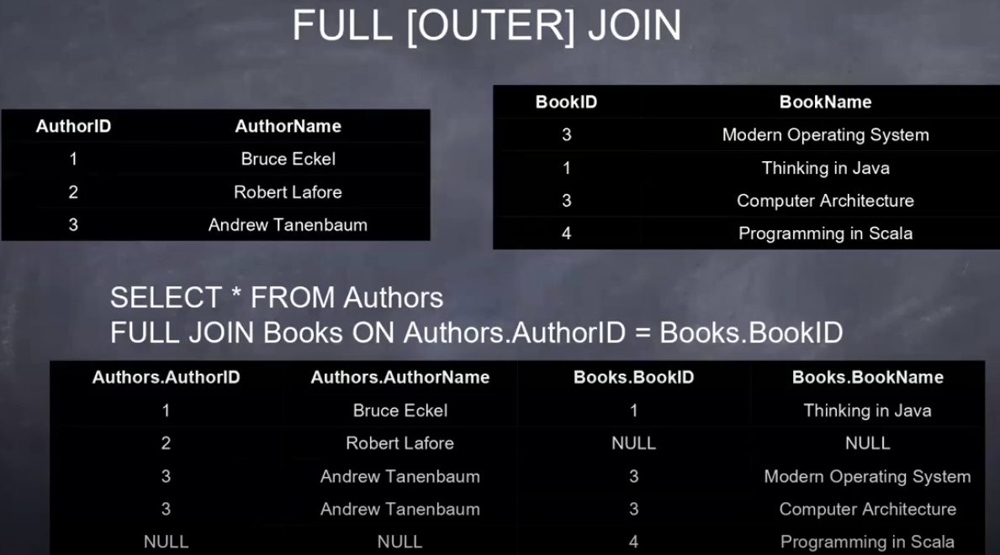 FULL [OUTER] JOIN
AuthorID AuthorName
1 Bruce Eckel
2 Robert Lafore
3 Andrew Tanenbaum
BookID BookName
3 Modern Operating System
1 Thinking in Java
3 Computer Architecture
4 Programming in Scala
SELECT * FROM Authors
FULL JOIN Books ON Authors.AuthorID = Books.BookID
Authors.AuthorID Authors.AuthorName Books.BookID Books.BookName
1 Bruce Eckel 1 Thinking in Java
2 Robert Lafore NULL NULL
3 Andrew Tanenbaum 3 Modern Operating System
3 Andrew Tanenbaum 3 Computer Architecture
NULL NULL 4 Programming in Scala